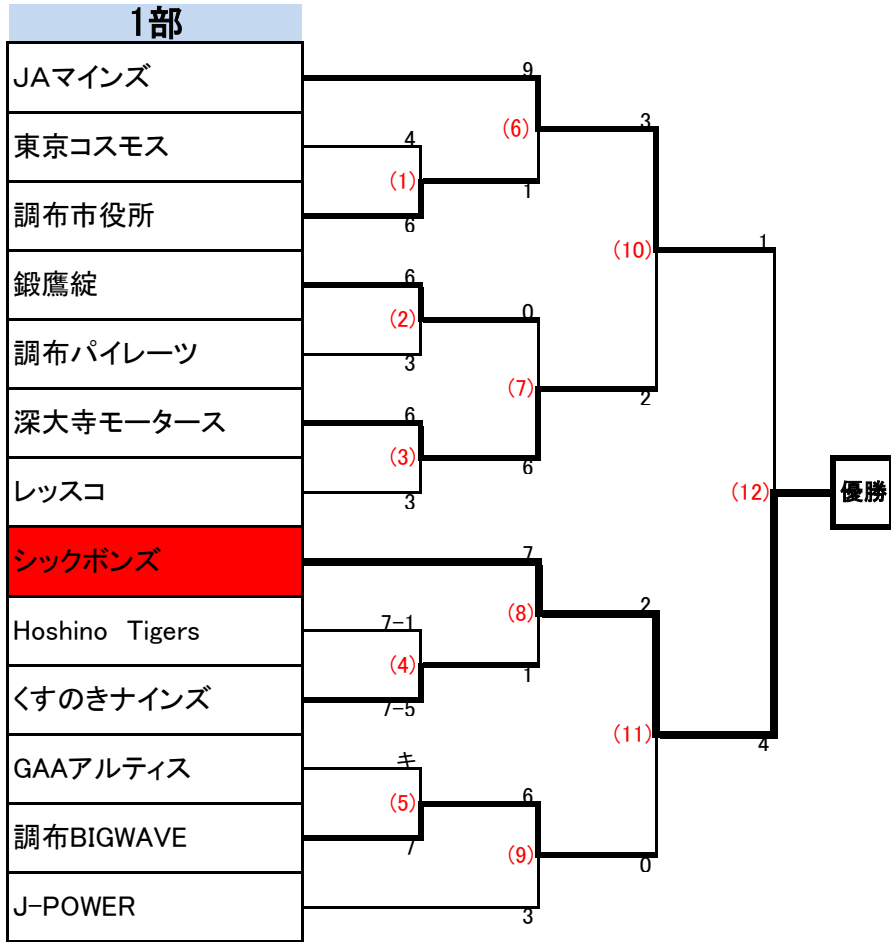 1部
JAマインズ
9
3
(6)
東京コスモス
4
(1)
1
調布市役所
6
1
(10)
鍛鷹綻
6
(2)
0
調布パイレーツ
3
(7)
2
深大寺モータース
6
(3)
6
レッスコ
3
(12)
優勝
シックボンズ
7
2
(8)
Hoshino Tigers
7-1
(4)
1
くすのきナインズ
7-5
(11)
4
GAAアルティス
キ
(5)
6
調布BIGWAVE
7
(9)
0
J-POWER
3